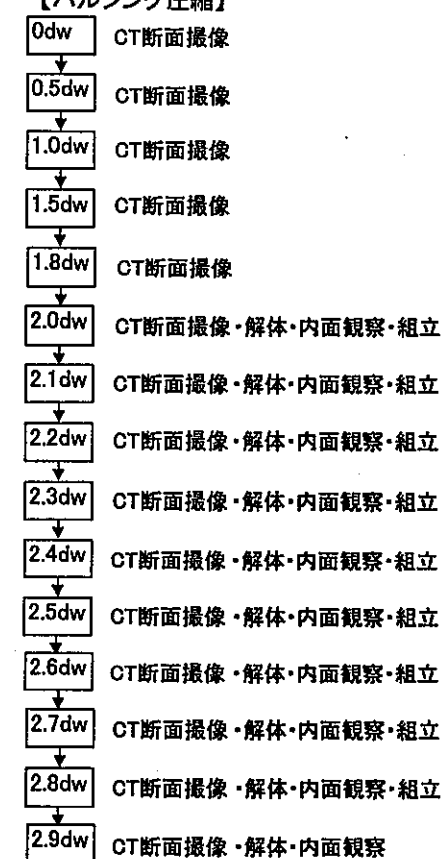 【バルジング圧縮】
0dw CT断面撮像
0.5dw CT断面撮像
1.0dw CT断面撮像
1.5dw CT断面撮像
1.8dw CT断面撮像
2.0dw CT断面撮像・解体・内面観察・組立
2.1dw CT断面撮像・解体・内面観察・組立
2.2dw CT断面撮像・解体・内面観察・組立
2.3dw CT断面撮像・解体・内面観察・組立
2.4dw CT断面撮像・解体・内面観察・組立
2.5dw CT断面撮像・解体・内面観察・組立
2.6dw CT断面撮像・解体・内面観察・組立
2.7dw CT断面撮像・解体・内面観察・組立
2.8dw CT断面撮像・解体・内面観察・組立
2.9dw CT断面撮像・解体・内面観察